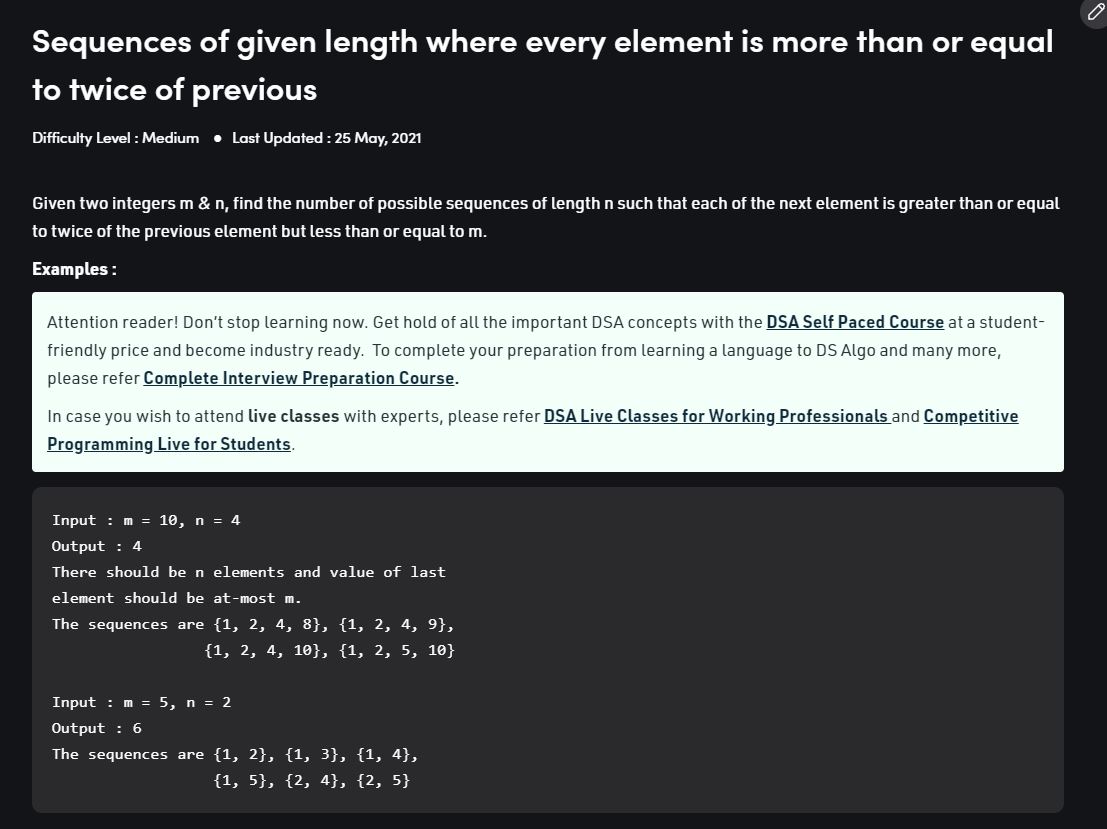 Sequences of given length where every element is more than or equal
to twice of previous
Difficulty Level : Medium ● Last Updated : 25 May, 2021
Given two integers m & n, find the number of possible sequences of length n such that each of the next element is greater than or equal
to twice of the previous element but less than or equal to m.
Examples :
Attention reader! Don’t stop learning now. Get hold of all the important DSA concepts with the DSA Self Paced Course at a student-
friendly price and become industry ready.  To complete your preparation from learning a language to DS Algo and many more,
please refer Complete Interview Preparation Course.
In case you wish to attend live classes with experts, please refer DSA Live Classes for Working Professionals and Competitive
Programming Live for Students.
Input : m = 10, n = 4
Output : 4
There should be n elements and value of last
element should be at-most m.
The sequences are {1, 2, 4, 8}, {1, 2, 4, 9},
{1, 2, 4, 10}, {1, 2, 5, 10}
Input : m = 5, n = 2
Output : 6
The sequences are {1, 2}, {1, 3}, {1, 4},
{1, 5}, {2, 4}, {2, 5}